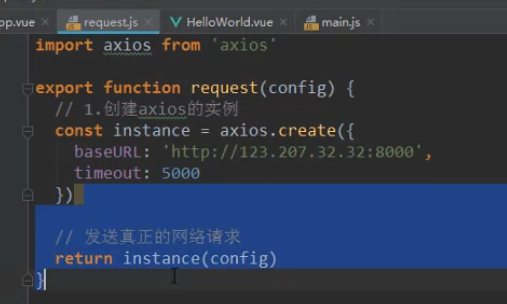 pp.vue × request.js × HelloWorld.vue × main.js ×
import axios from 'axios'
export function request(config) {
// 1.创建axios的实例
const instance = axios.create({
baseURL: 'http://123.207.32.32:8000',
timeout: 5000
})
// 发送真正的网络请求
return instance(config)
}